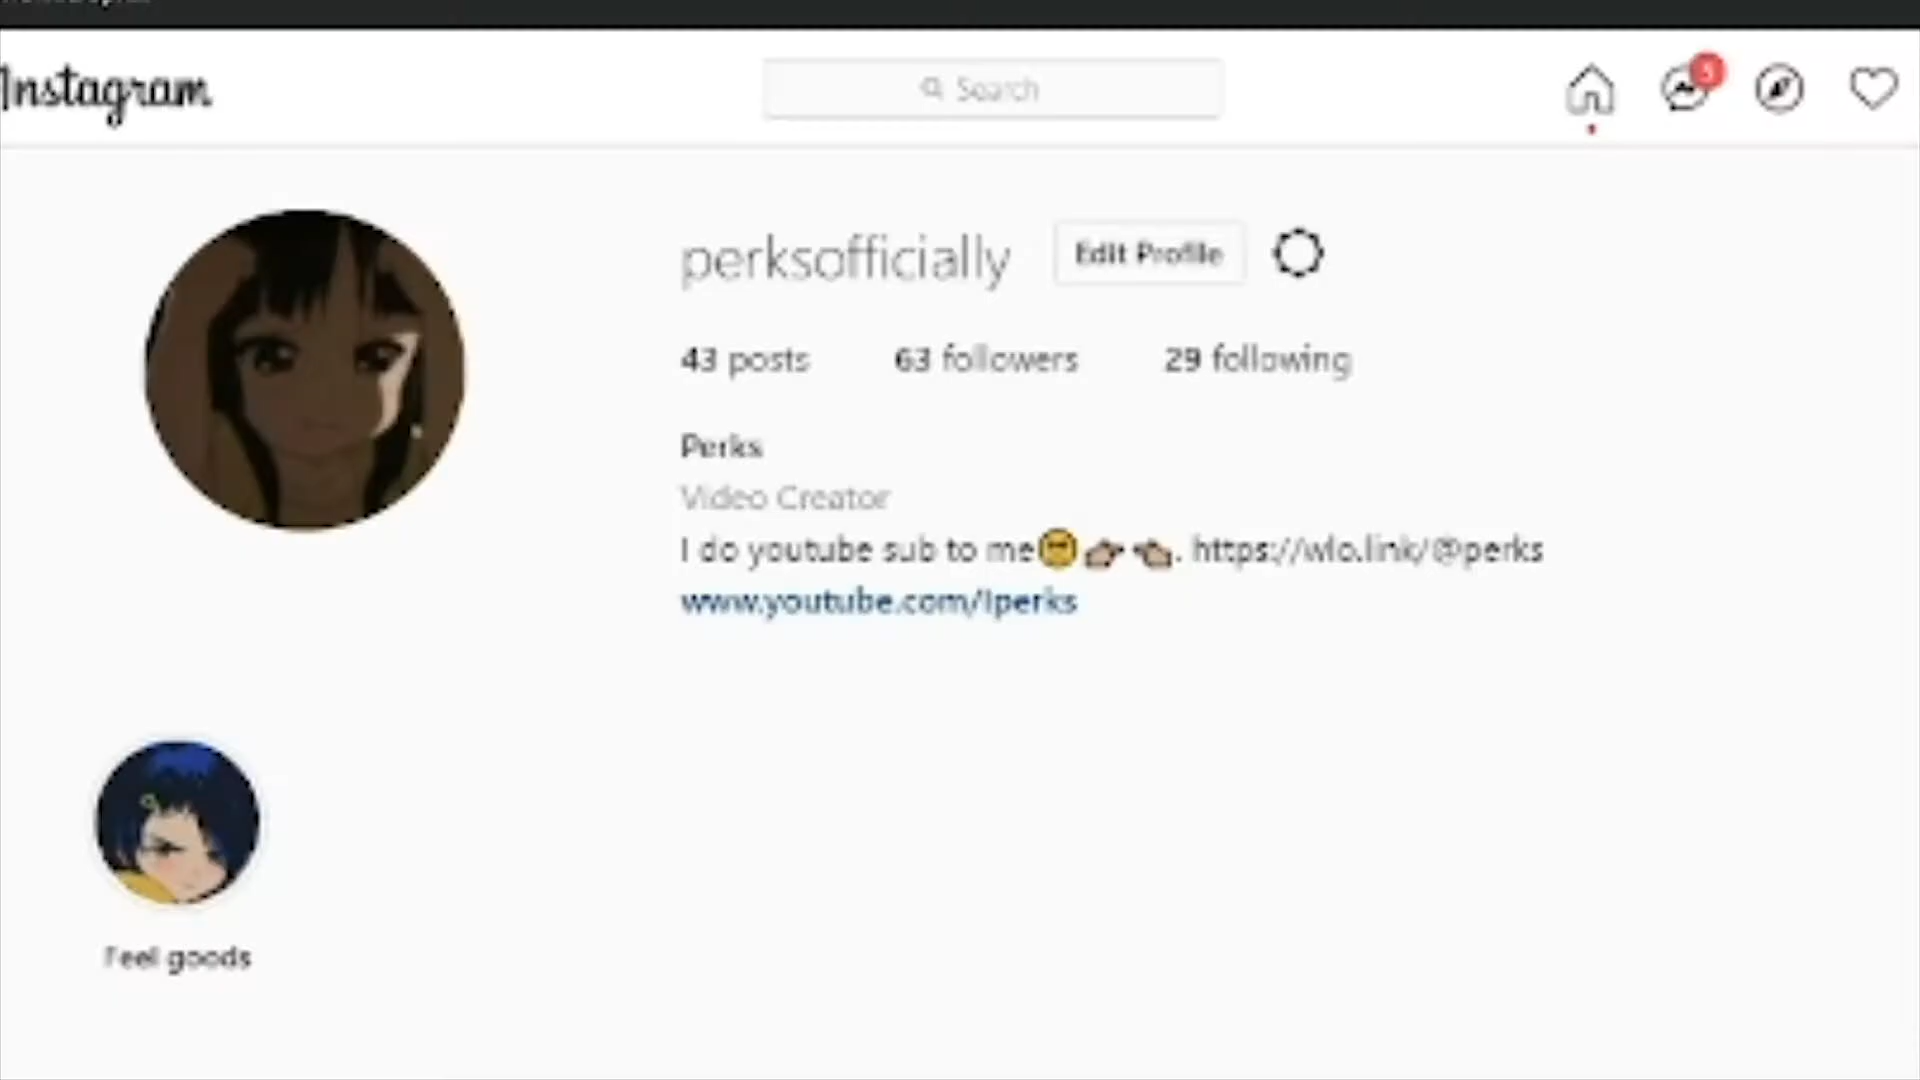 Instagram
Search
perksofficially
Edit Profile
43 posts 63 followers 29 following
Perks
Video Creator
I do youtube sub to me🥺👉🏼👈🏼. https://wlo.link/@perks
www.youtube.com/Iperks
Feel goods